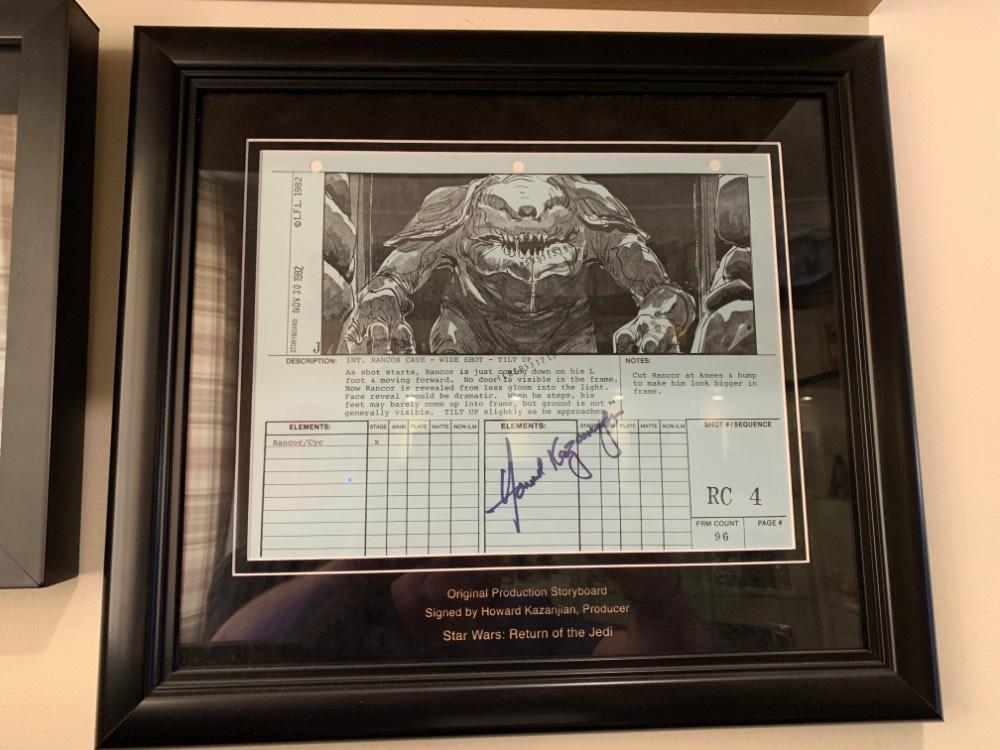 ©L.F.L. 1982
NOV 30 1982
STORYBOARD
J
DESCRIPTION: INT. RANCOR CAVE - WIDE SHOT - TILT UP
As shot starts, Rancor is just coming down on his L
foot & moving forward. No door is visible in the frame.
Now Rancor is revealed from less gloom into the light.
Face reveal should be dramatic. When he steps, his
feet may barely come up into frame, but ground is not
generally visible. TILT UP slightly as he approaches
NOTES:
Cut Rancor at knees & hump
to make him look bigger in
frame.
ELEMENTS: STAGE ANIM PLATE MATTE NON-ILM
Rancor/Cyc X
ELEMENTS: PLATE MATTE NON-ILM
Howard Kazanjian
SHOT #/SEQUENCE
RC 4
FRM COUNT
96
PAGE #
Original Production Storyboard
Signed by Howard Kazanjian, Producer
Star Wars: Return of the Jedi